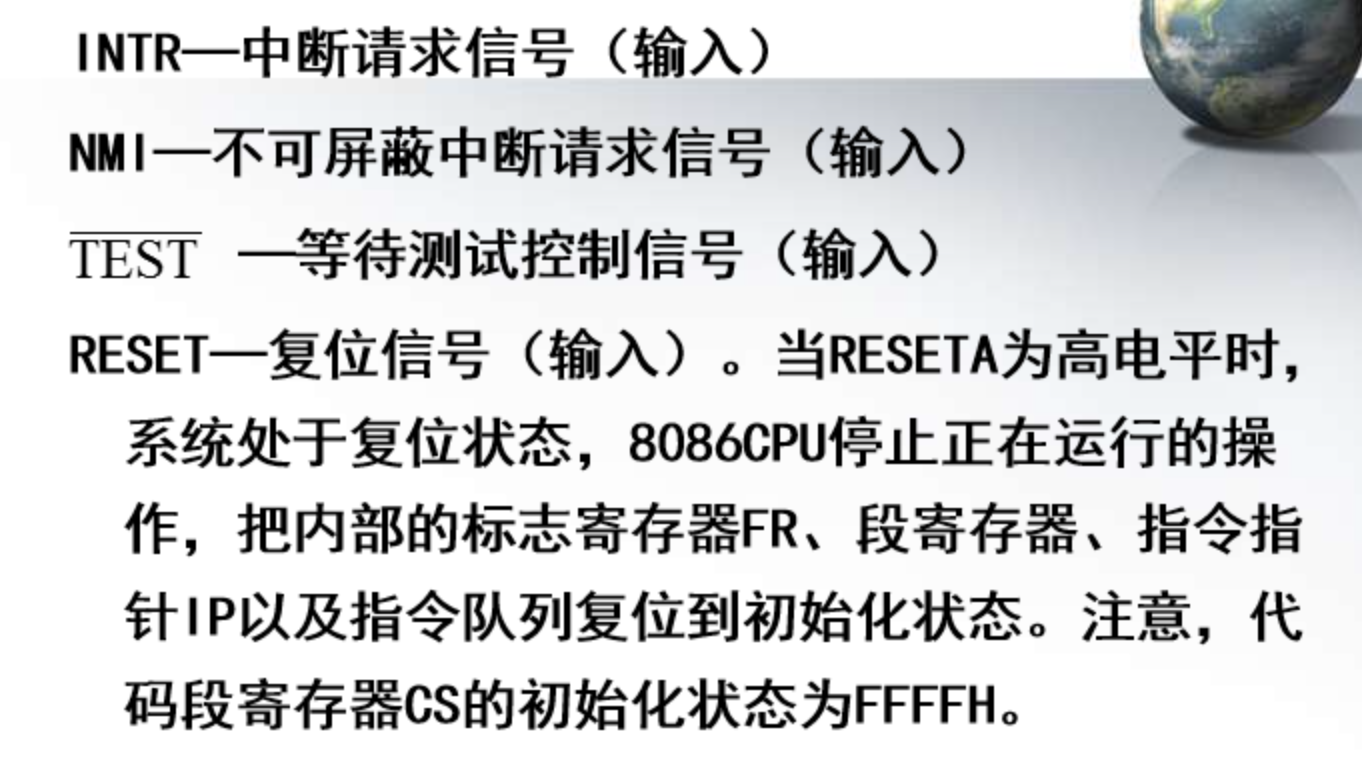 INTR—中断请求信号（输入）
NMI—不可屏蔽中断请求信号（输入）
T̅E̅S̅T̅ —等待测试控制信号（输入）
RESET—复位信号（输入）。当RESETA为高电平时，
系统处于复位状态，8086CPU停止正在运行的操
作，把内部的标志寄存器FR、段寄存器、指令指
针IP以及指令队列复位到初始化状态。注意，代
码段寄存器CS的初始化状态为FFFFH。